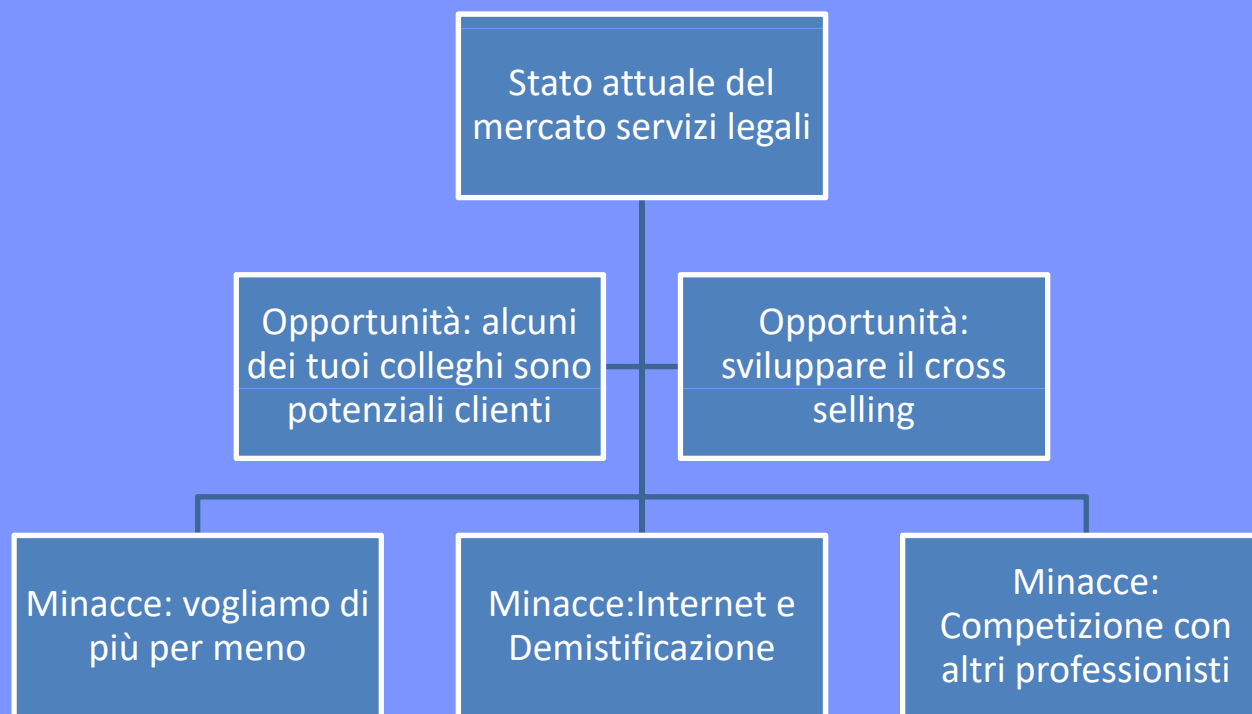 Stato attuale del
mercato servizi legali
Opportunità: alcuni
dei tuoi colleghi sono
potenziali clienti
Opportunità:
sviluppare il cross
selling
Minacce: vogliamo di
più per meno
Minacce:Internet e
Demistificazione
Minacce:
Competizione con
altri professionisti